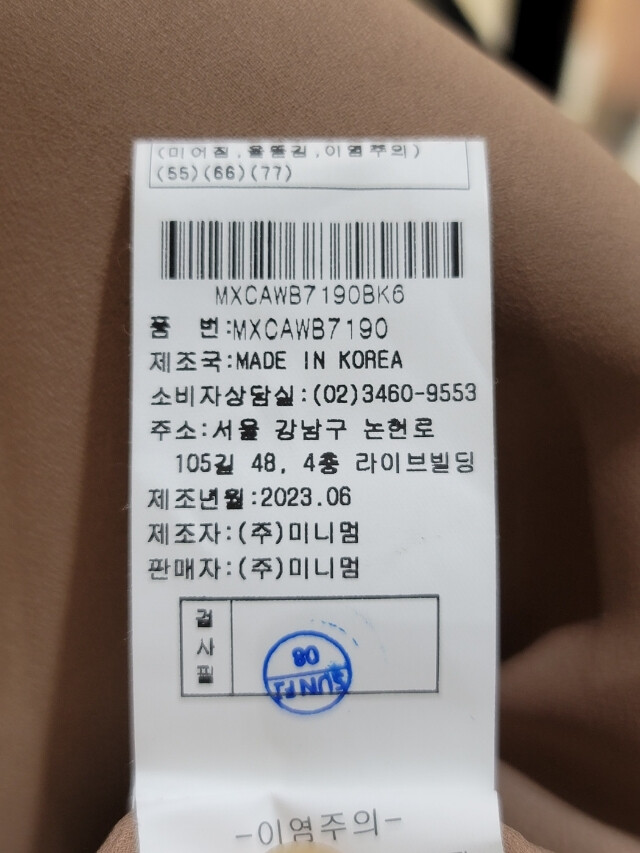 (미어짐,올뜯김,이염주의)
(55)(66)(77)
MXCAWB7190BK6
품 번:MXCAWB7190
제조국:MADE IN KOREA
소비자상담실:(02)3460-9553
주소:서울 강남구 논현로
105길 48, 4층 라이브빌딩
제조년월:2023.06
제조자:(주)미니멈
판매자:(주)미니멈
검사필
08
-이염주의-